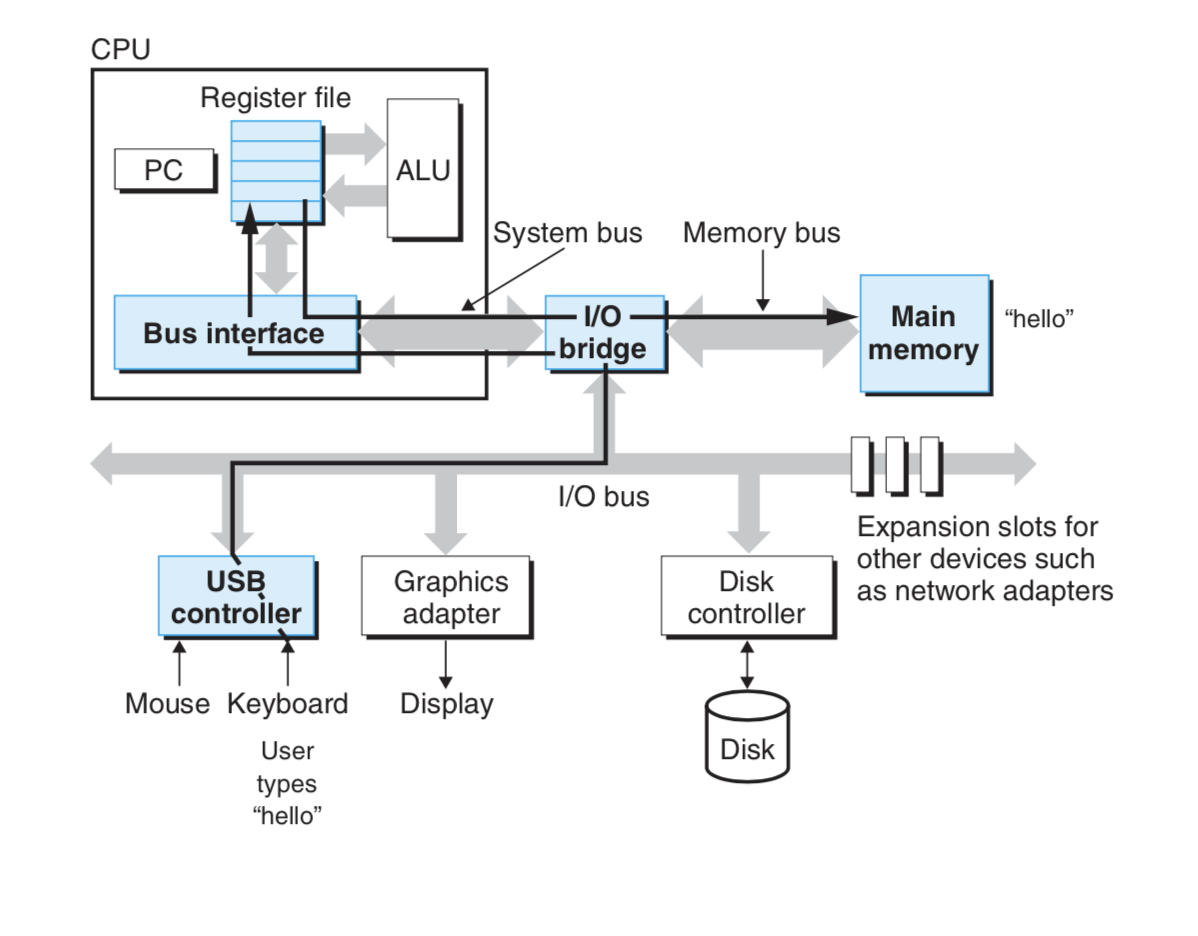 CPU
Register file
PC
ALU
System bus
Memory bus
Bus interface
I/O
bridge
Main
memory
“hello”
I/O bus
Expansion slots for
other devices such
as network adapters
USB
controller
Graphics
adapter
Disk
controller
Mouse
Keyboard
Display
Disk
User
types
“hello”